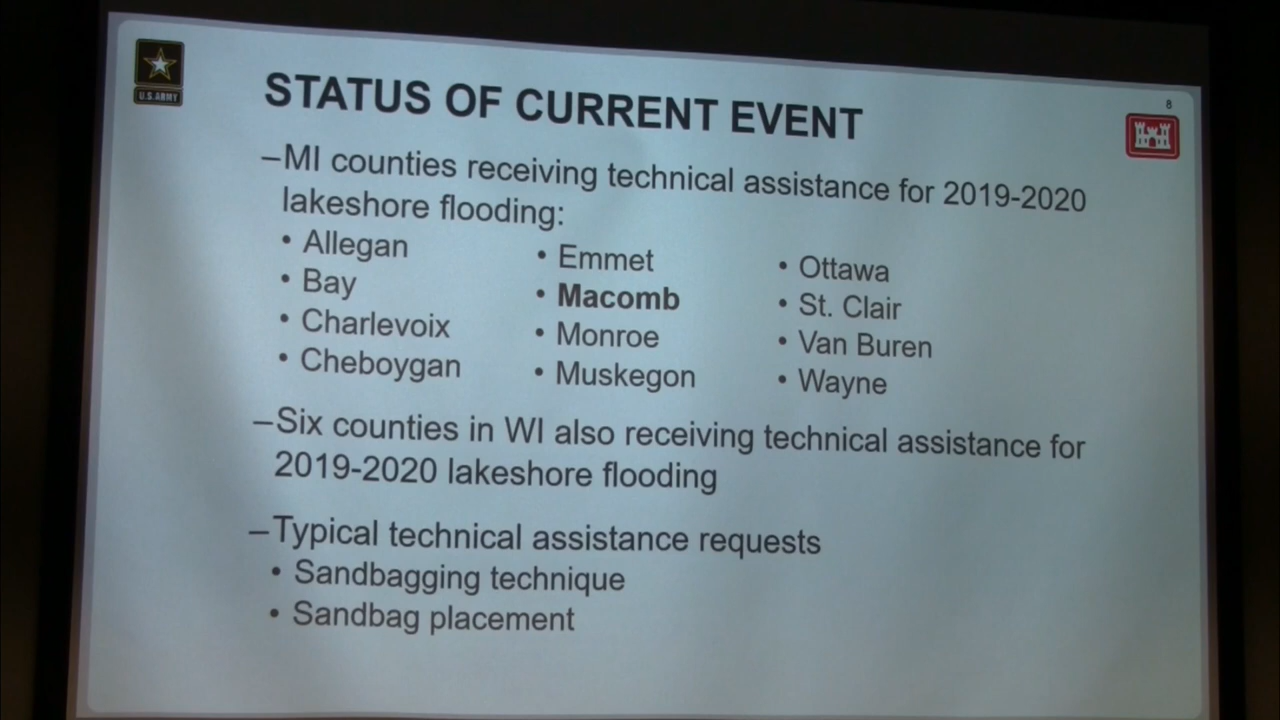 U.S.ARMY
8
STATUS OF CURRENT EVENT
–MI counties receiving technical assistance for 2019-2020
lakeshore flooding:
• Allegan
• Bay
• Charlevoix
• Cheboygan
• Emmet
• Macomb
• Monroe
• Muskegon
• Ottawa
• St. Clair
• Van Buren
• Wayne
–Six counties in WI also receiving technical assistance for
2019-2020 lakeshore flooding
–Typical technical assistance requests
• Sandbagging technique
• Sandbag placement